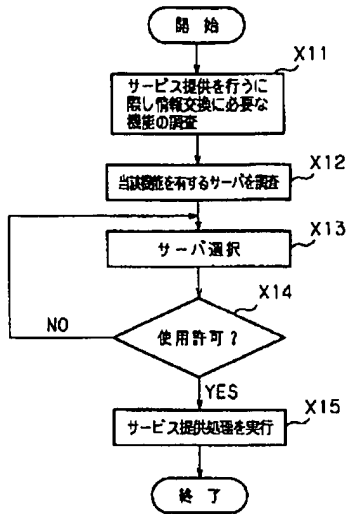 開始
X11
サービス提供を行うに
際し情報交換に必要な
機能の調査
X12
当該機能を有するサーバを調査
X13
サーバ選択
X14
使用許可?
NO
YES
X15
サービス提供処理を実行
終了